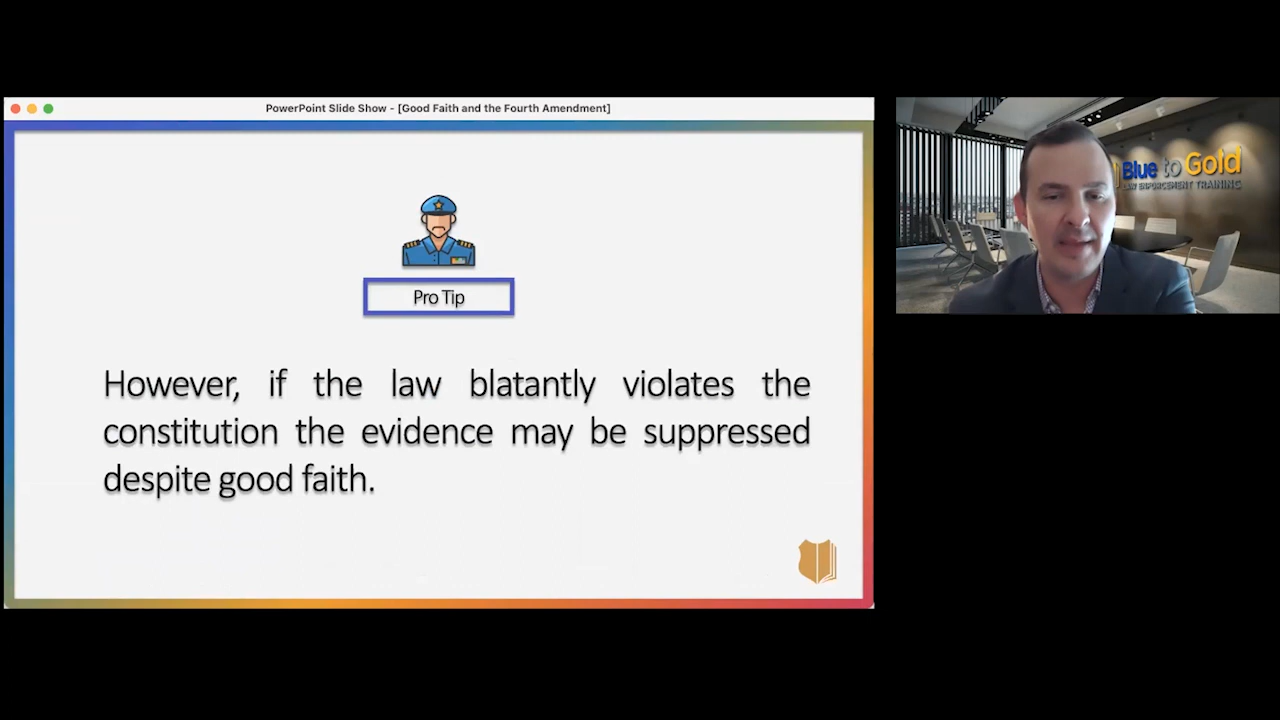 PowerPoint Slide Show - [Good Faith and the Fourth Amendment]
Blue to Gold
LAW ENFORCEMENT TRAINING
Pro Tip
However, if the law blatantly violates the
constitution the evidence may be suppressed
despite good faith.